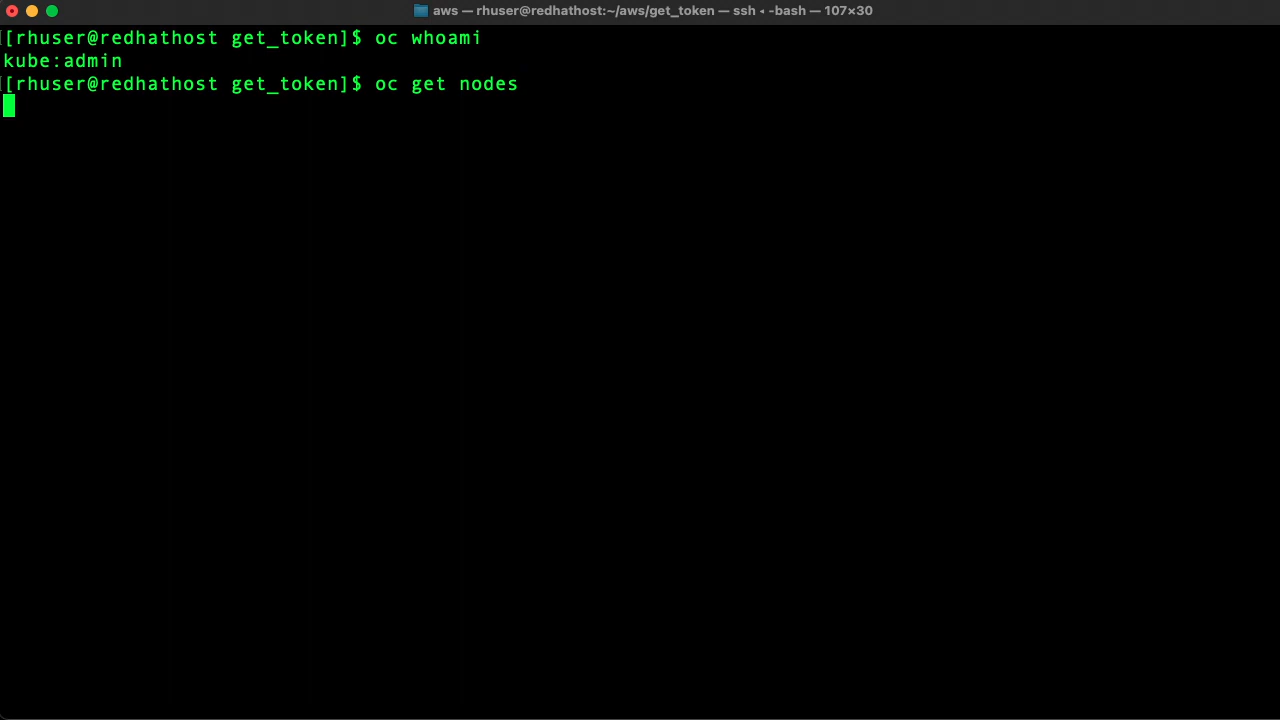 aws — rhuser@redhathost:~/aws/get_token — ssh ◂ -bash — 107×30
[[rhuser@redhathost get_token]$ oc whoami
kube:admin
[[rhuser@redhathost get_token]$ oc get nodes